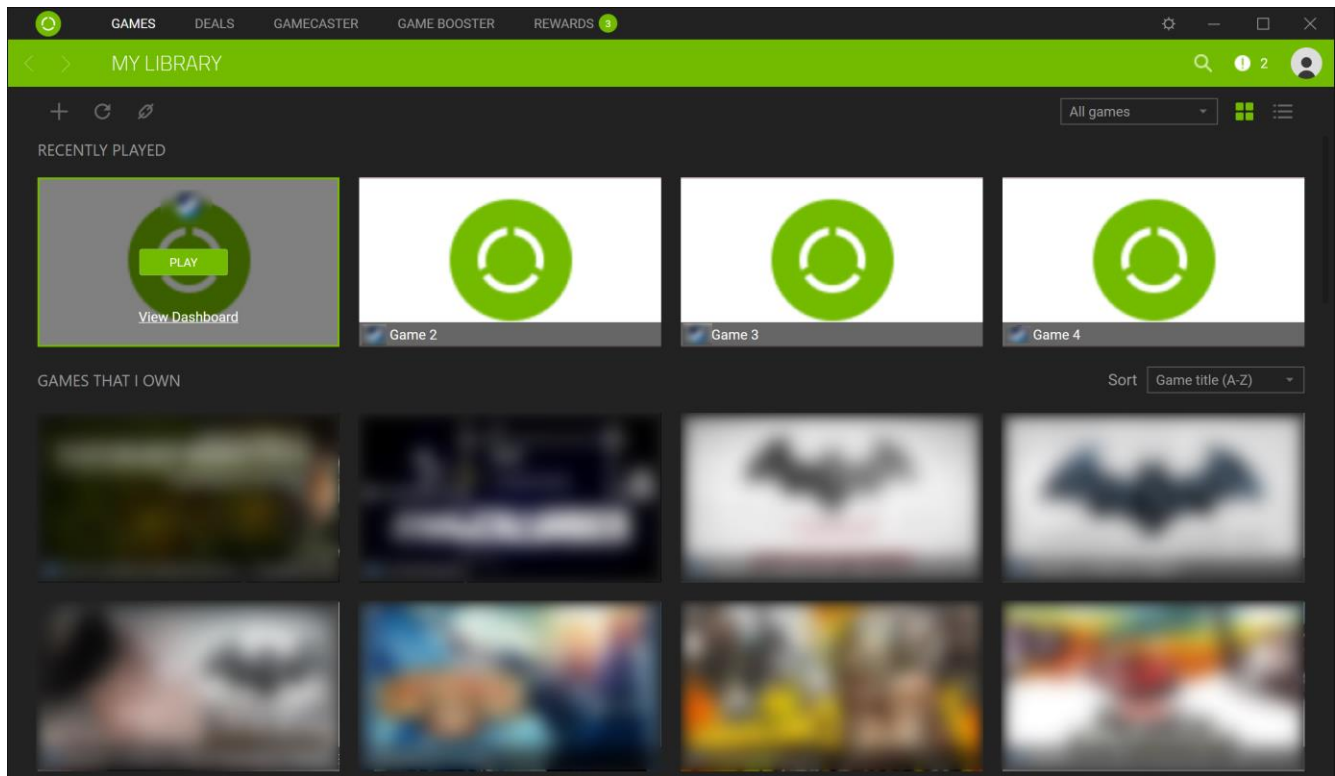 GAMES DEALS GAMECASTER GAME BOOSTER REWARDS 3
MY LIBRARY 2
All games
RECENTLY PLAYED
PLAY
View Dashboard
Game 2 Game 3 Game 4
GAMES THAT I OWN Sort Game title (A-Z)